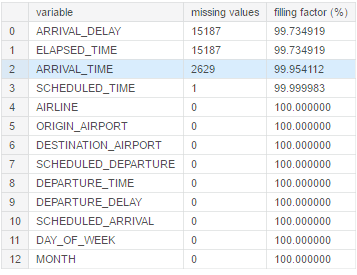 variable missing values filling factor (%)
0 ARRIVAL_DELAY 15187 99.734919
1 ELAPSED_TIME 15187 99.734919
2 ARRIVAL_TIME 2629 99.954112
3 SCHEDULED_TIME 1 99.999983
4 AIRLINE 0 100.000000
5 ORIGIN_AIRPORT 0 100.000000
6 DESTINATION_AIRPORT 0 100.000000
7 SCHEDULED_DEPARTURE 0 100.000000
8 DEPARTURE_TIME 0 100.000000
9 DEPARTURE_DELAY 0 100.000000
10 SCHEDULED_ARRIVAL 0 100.000000
11 DAY_OF_WEEK 0 100.000000
12 MONTH 0 100.000000